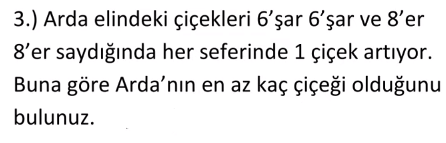 3.) Arda elindeki çiçekleri 6’şar 6’şar ve 8’er
8’er saydığında her seferinde 1 çiçek artıyor.
Buna göre Arda’nın en az kaç çiçeği olduğunu
bulunuz.